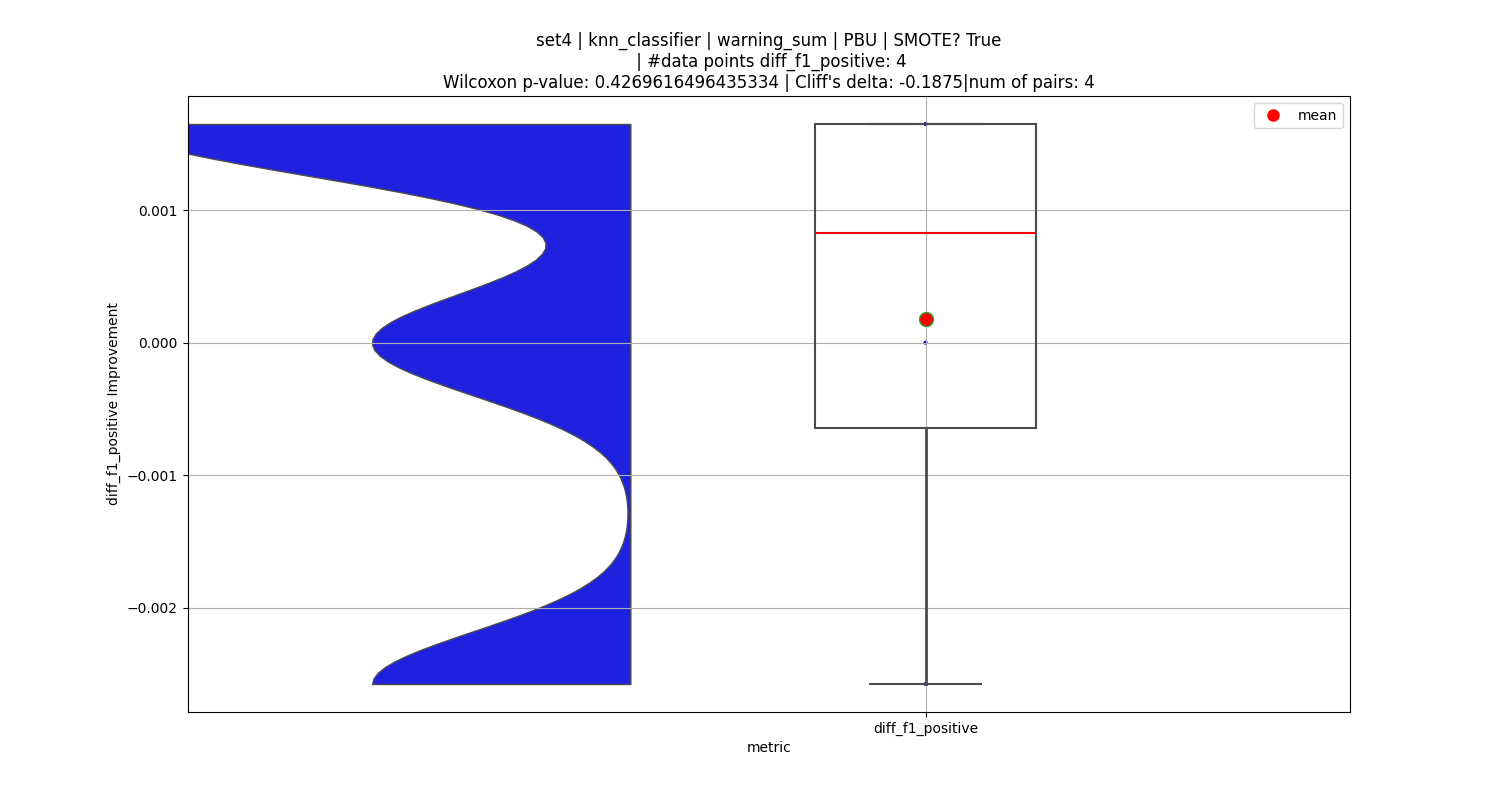 set4 | knn_classifier | warning_sum | PBU | SMOTE? True
| #data points diff_f1_positive: 4
Wilcoxon p-value: 0.4269616496435334 | Cliff's delta: -0.1875|num of pairs: 4
mean
0.001
0.000
−0.001
−0.002
diff_f1_positive Improvement
diff_f1_positive
metric